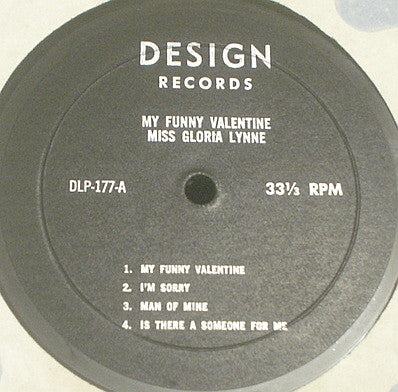 DESIGN
RECORDS
MY FUNNY VALENTINE
MISS GLORIA LYNNE
DLP-177-A 33⅓ RPM
1. MY FUNNY VALENTINE
2. I'M SORRY
3. MAN OF MINE
4. IS THERE A SOMEONE FOR ME